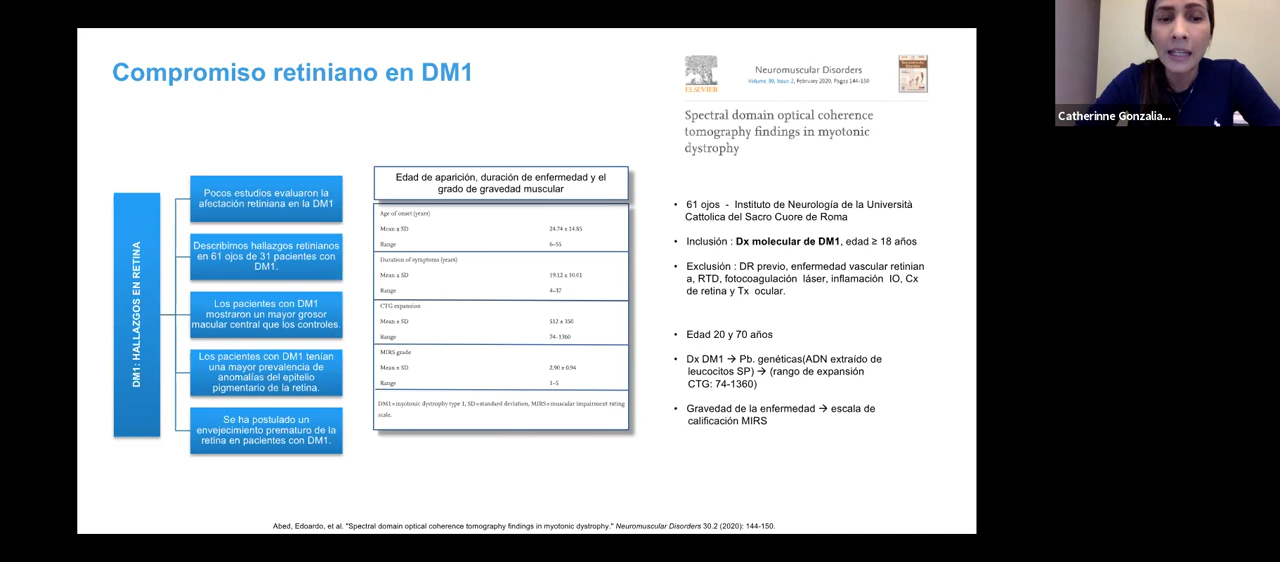 Compromiso retiniano en DM1
ELSEVIER
Neuromuscular Disorders
Volume 30, Issue 2, February 2020, Pages 144-150
Spectral domain optical coherence
tomography findings in myotonic
dystrophy
DM1: HALLAZGOS EN RETINA
Pocos estudios evaluaron la
afectación retiniana en la DM1
Describimos hallazgos retinianos
en 61 ojos de 31 pacientes con
DM1.
Los pacientes con DM1
mostraron un mayor grosor
macular central que los controles.
Los pacientes con DM1 tenían
una mayor prevalencia de
anomalías del epitelio
pigmentario de la retina.
Se ha postulado un
envejecimiento prematuro de la
retina en pacientes con DM1.
Edad de aparición, duración de enfermedad y el
grado de gravedad muscular
Age of onset (years)
Mean ± SD 24.74 ± 14.85
Range 6–55
Duration of symptoms (years)
Mean ± SD 19.12 ± 10.01
Range 4–37
CTG expansion
Mean ± SD 512 ± 350
Range 74–1360
MIRS grade
Mean ± SD 2.90 ± 0.94
Range 1–5
DM1=myotonic dystrophy type 1, SD=standard deviation, MIRS=muscular impairment rating
scale.
• 61 ojos - Instituto de Neurología de la Università
Cattolica del Sacro Cuore de Roma
• Inclusión : Dx molecular de DM1, edad ≥ 18 años
• Exclusión : DR previo, enfermedad vascular retinian
a, RTD, fotocoagulación láser, inflamación IO, Cx
de retina y Tx ocular.
• Edad 20 y 70 años
• Dx DM1 → Pb. genéticas(ADN extraído de
leucocitos SP) → (rango de expansión
CTG: 74-1360)
• Gravedad de la enfermedad → escala de
calificación MIRS
Abed, Edoardo, et al. "Spectral domain optical coherence tomography findings in myotonic dystrophy." Neuromuscular Disorders 30.2 (2020): 144-150.
Catherinne Gonzalia...